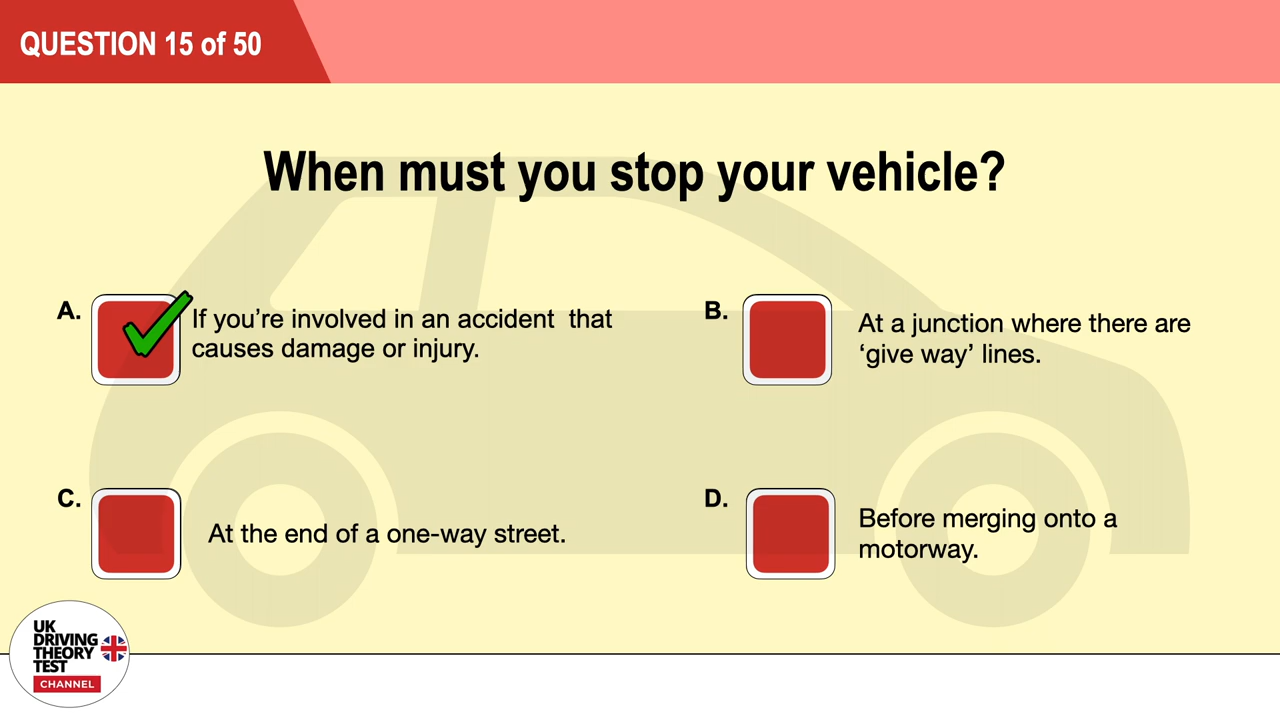 QUESTION 15 of 50
When must you stop your vehicle?
A.
If you’re involved in an accident  that
causes damage or injury.
B.
At a junction where there are
‘give way’ lines.
C.
At the end of a one-way street.
D.
Before merging onto a
motorway.
UK
DRIVING
THEORY
TEST
CHANNEL